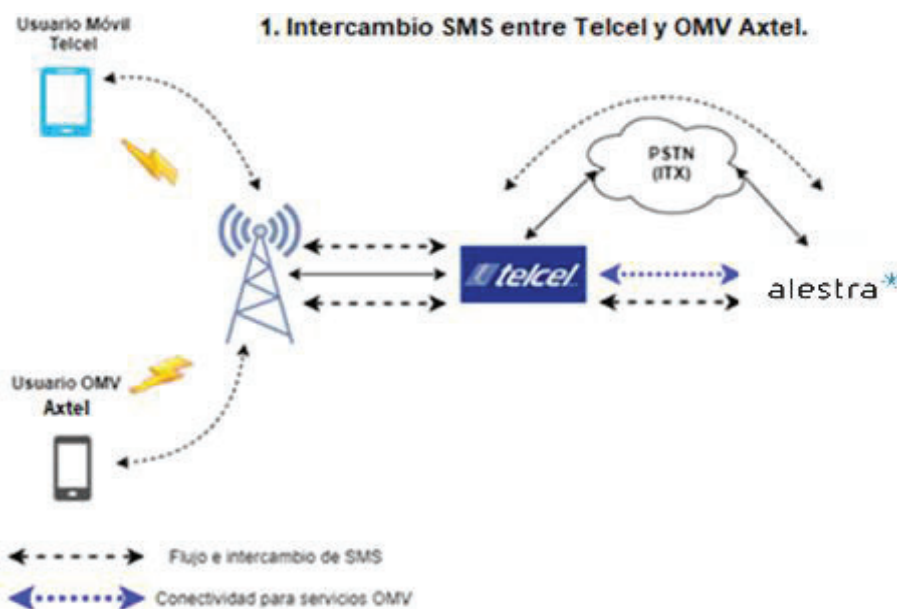 Usuario Móvil
Telcel
1. Intercambio SMS entre Telcel y OMV Axtel.
PSTN
(ITX)
telcel
alestra*
Usuario OMV
Axtel
Flujo e intercambio de SMS
Conectividad para servicios OMV